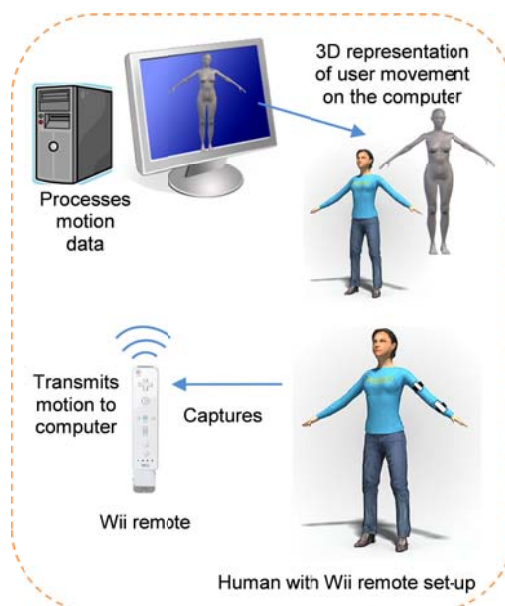 3D representation
of user movement
on the computer
Processes
motion
data
Transmits
motion to
computer
Captures
Wii remote
Human with Wii remote set-up